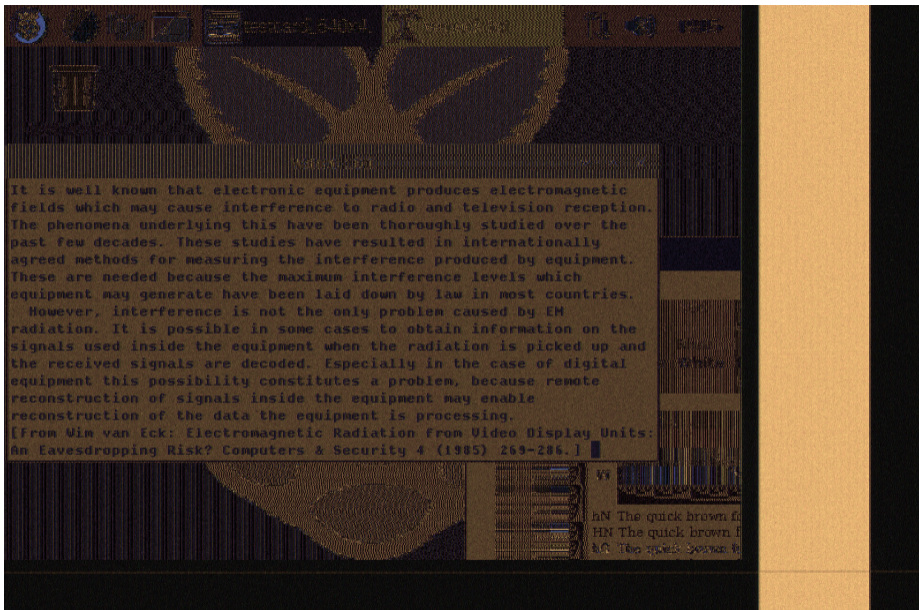 testcard_640x4
It is well known that electronic equipment produces electromagnetic
fields which may cause interference to radio and television reception.
The phenomena underlying this have been thoroughly studied over the
past few decades. These studies have resulted in internationally
agreed methods for measuring the interference produced by equipment.
These are needed because the maximum interference levels which
equipment may generate have been laid down by law in most countries.
However, interference is not the only problem caused by EM
radiation. It is possible in some cases to obtain information on the
signals used inside the equipment when the radiation is picked up and
the received signals are decoded. Especially in the case of digital
equipment this possibility constitutes a problem, because remote
reconstruction of signals inside the equipment may enable
reconstruction of the data the equipment is processing.
[From Wim van Eck: Electromagnetic Radiation from Video Display Units:
An Eavesdropping Risk? Computers & Security 4 (1985) 269-286.]
White
hN The quick brown fo
HN The quick brown f
The quick brown